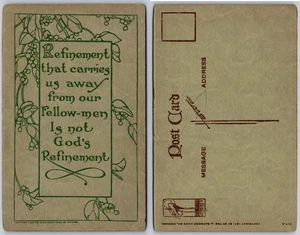 Refinement
that carries
us away
from our
Fellow-men
Is not
God's
Refinement
Post Card
MESSAGE
ADDRESS